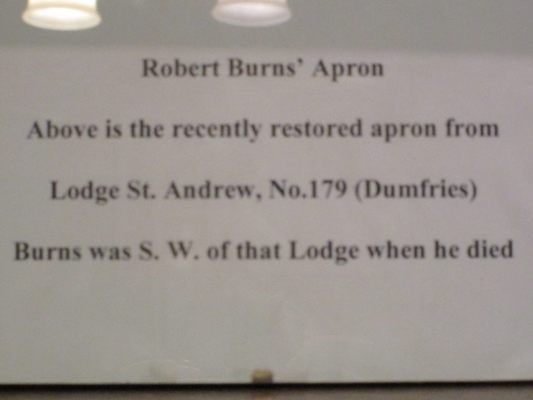 Robert Burns' Apron
Above is the recently restored apron from
Lodge St. Andrew, No.179 (Dumfries)
Burns was S. W. of that Lodge when he died